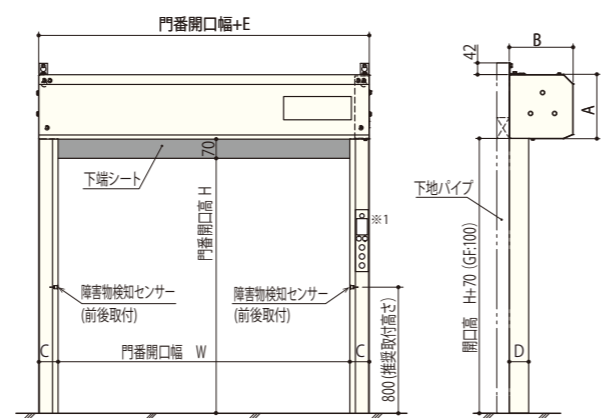 門番開口幅+E
42
B
A
70
下端シート
門番開口高 H
※1
下地パイプ
障害物検知センサー
(前後取付)
障害物検知センサー
(前後取付)
800(推奨取付高さ)
開口高 H+70 (GF:100)
C
門番開口幅 W
C
D